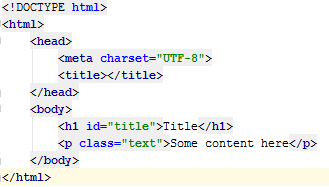 <!DOCTYPE html>
<html>
    <head>
        <meta charset="UTF-8">
        <title></title>
    </head>
    <body>
        <h1 id="title">Title</h1>
        <p class="text">Some content here</p>
    </body>
</html>